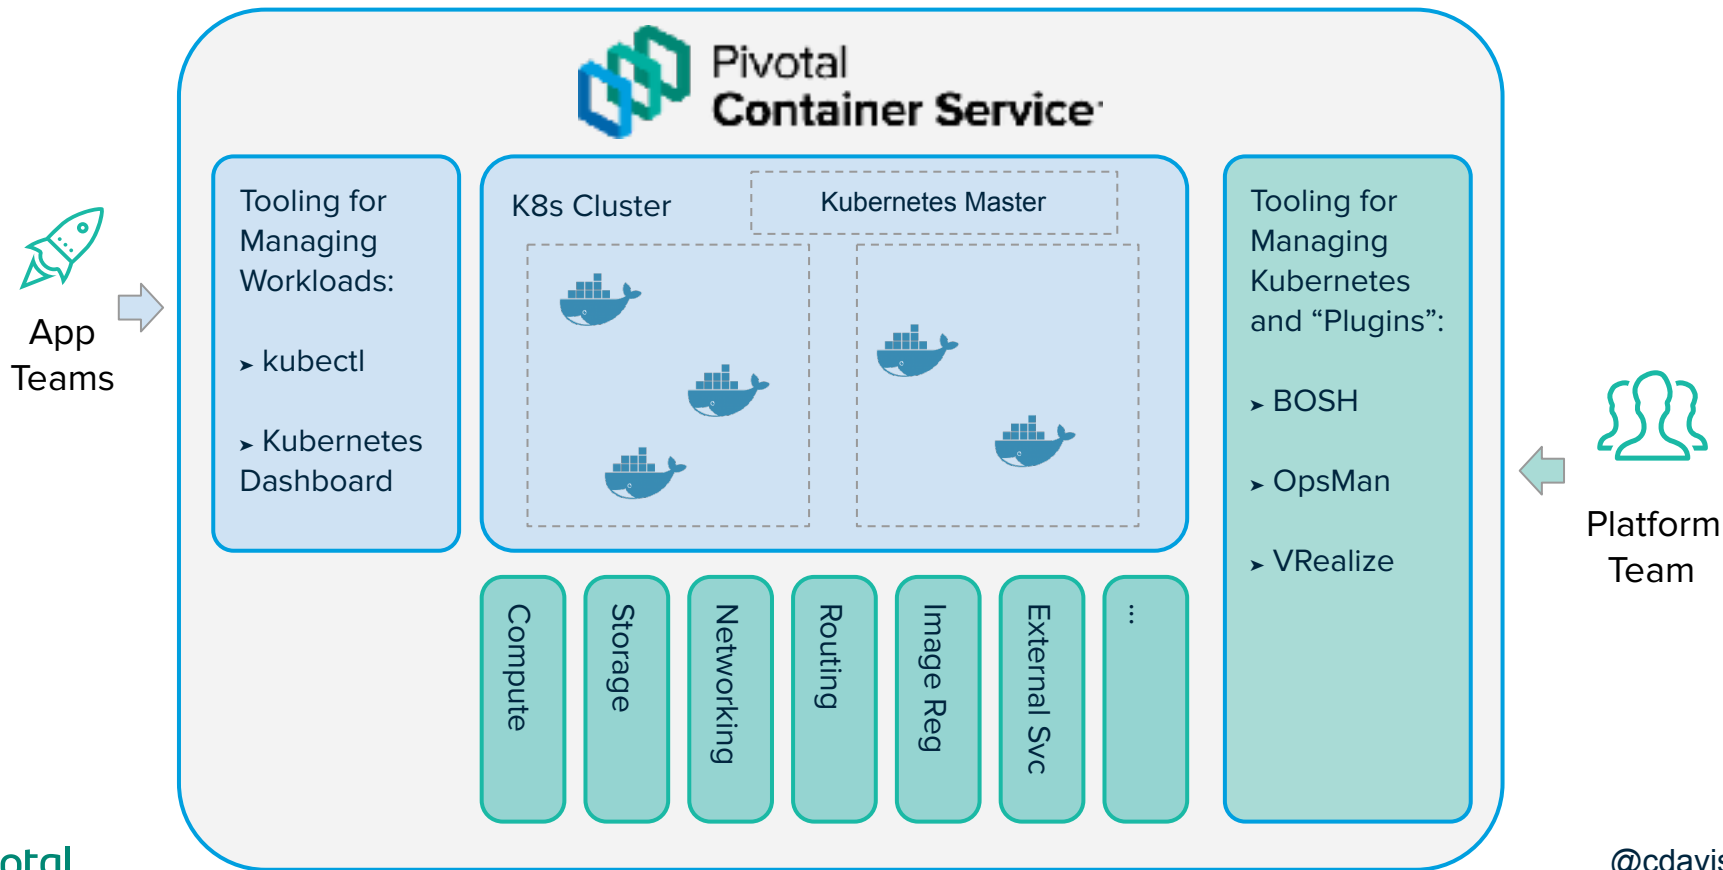 Pivotal
Container Service
Tooling for
Managing
Workloads:
➤ kubectl
➤ Kubernetes
Dashboard
K8s Cluster
Kubernetes Master
Tooling for
Managing
Kubernetes
and “Plugins”:
➤ BOSH
➤ OpsMan
➤ VRealize
App
Teams
Platform
Team
Compute
Storage
Networking
Routing
Image Reg
External Svc
...